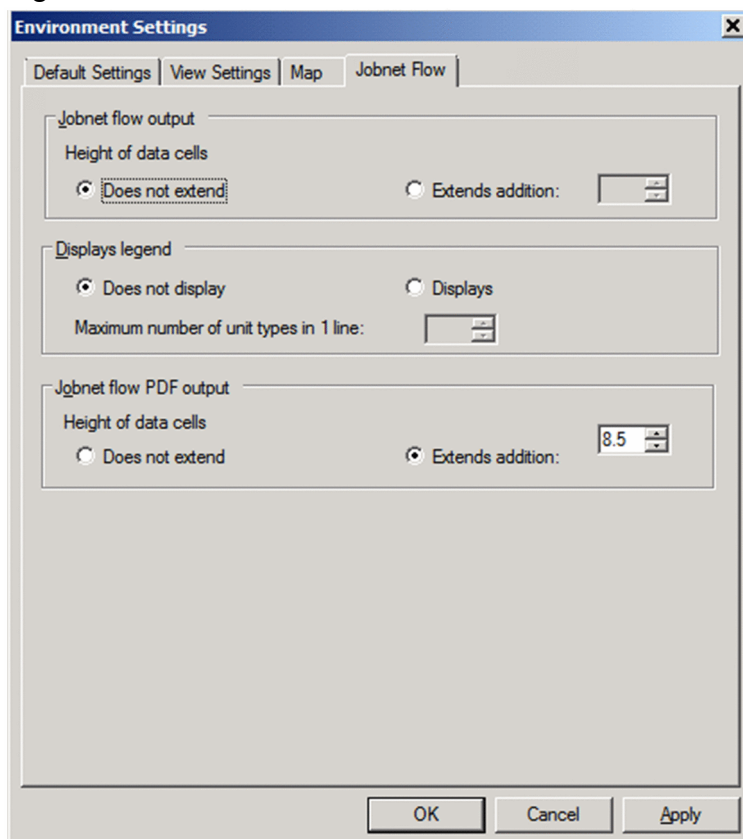 Environment Settings
Default Settings View Settings Map Jobnet Flow
Jobnet flow output
Height of data cells
Does not extend Extends addition:
Displays legend
Does not display Displays
Maximum number of unit types in 1 line:
Jobnet flow PDF output
Height of data cells
Does not extend Extends addition: 8.5
OK Cancel Apply